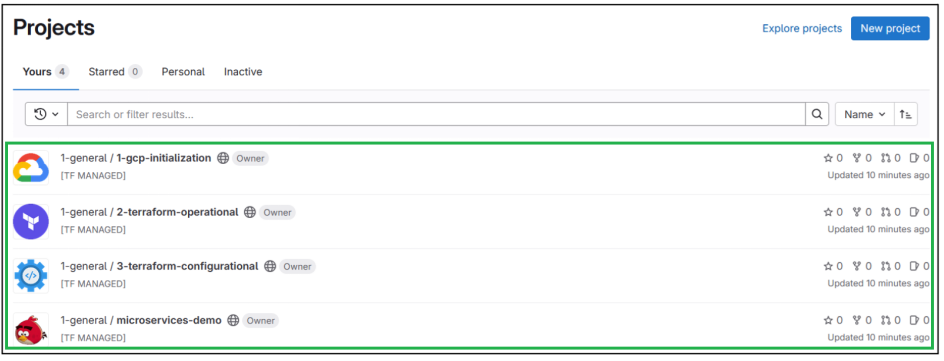 Projects
Explore projects New project
Yours 4 Starred 0 Personal Inactive
Search or filter results... Name
1-general / 1-gcp-initialization Owner 0 0 0 0
[TF MANAGED] Updated 10 minutes ago
1-general / 2-terraform-operational Owner 0 0 0 0
[TF MANAGED] Updated 10 minutes ago
1-general / 3-terraform-configurational Owner 0 0 0 0
[TF MANAGED] Updated 10 minutes ago
1-general / microservices-demo Owner 0 0 0 0
[TF MANAGED] Updated 10 minutes ago